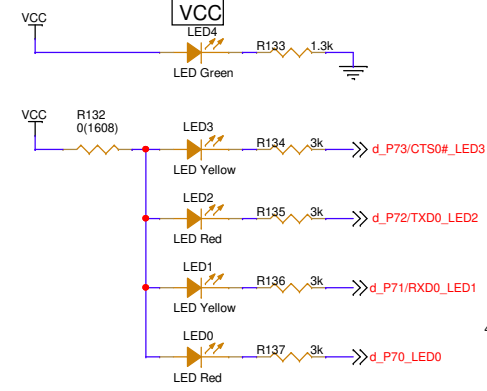 VCC
VCC
LED4
R133 1.3k
LED Green
VCC
R132
0(1608)
LED3
R134 3k
d_P73/CTS0#_LED3
LED Yellow
LED2
R135 3k
d_P72/TXD0_LED2
LED Red
LED1
R136 3k
d_P71/RXD0_LED1
LED Yellow
LED0
R137 3k
d_P70_LED0
LED Red